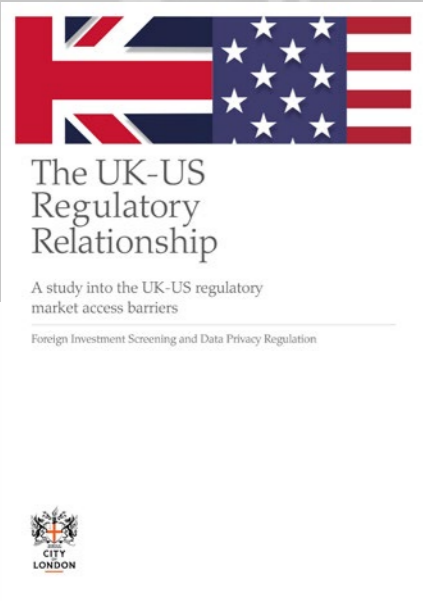 The UK-US
Regulatory
Relationship
A study into the UK-US regulatory
market access barriers
Foreign Investment Screening and Data Privacy Regulation
CITY
OF
LONDON